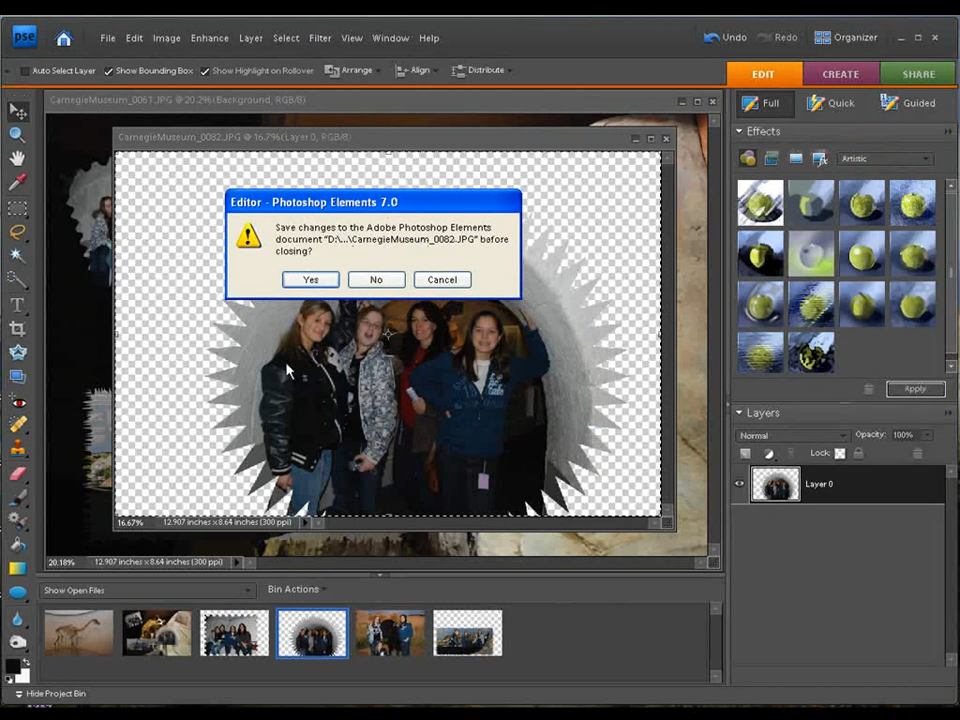 pse
File Edit Image Enhance Layer Select Filter View Window Help
Undo Redo Organizer
Auto Select Layer Show Bounding Box Show Highlight on Rollover Arrange Align Distribute
EDIT CREATE SHARE
CarnegieMuseum_0061.JPG @ 20.2%(Background, RGB/8)
Full Quick Guided
CarnegieMuseum_0082.JPG @ 16.7%(Layer 0, RGB/8)
Effects
Artistic
Editor - Photoshop Elements 7.0
Save changes to the Adobe Photoshop Elements
document "D:\...\CarnegieMuseum_0082.JPG" before
closing?
Yes No Cancel
Apply
Layers
Normal Opacity: 100%
Lock:
Layer 0
16.67% 12.907 inches x 8.64 inches (300 ppi)
20.18% 12.907 inches x 8.64 inches (300 ppi)
Show Open Files Bin Actions
Hide Project Bin